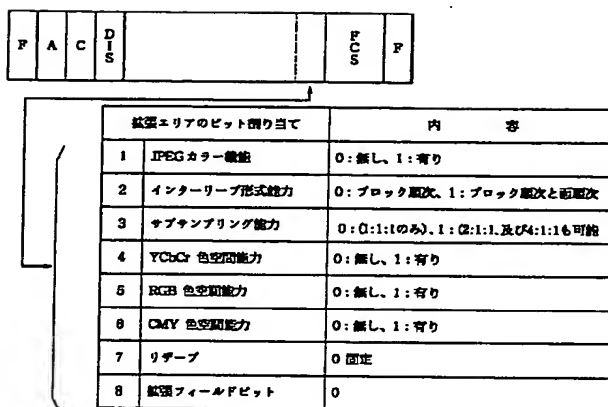 F A C DIS FCS F
拡張エリアのビット割り当て 内 容
1 JPEGカラー機能 0:無し、1:有り
2 インターリーブ形式能力 0:ブロック順次、1:ブロック順次と面順次
3 サブサンプリング能力 0:(1:1:1のみ)、1:(2:1:1、及び4:1:1も可能
4 YCbCr 色空間能力 0:無し、1:有り
5 RGB 色空間能力 0:無し、1:有り
6 CMY 色空間能力 0:無し、1:有り
7 リザーブ 0 固定
8 拡張フィールドビット 0